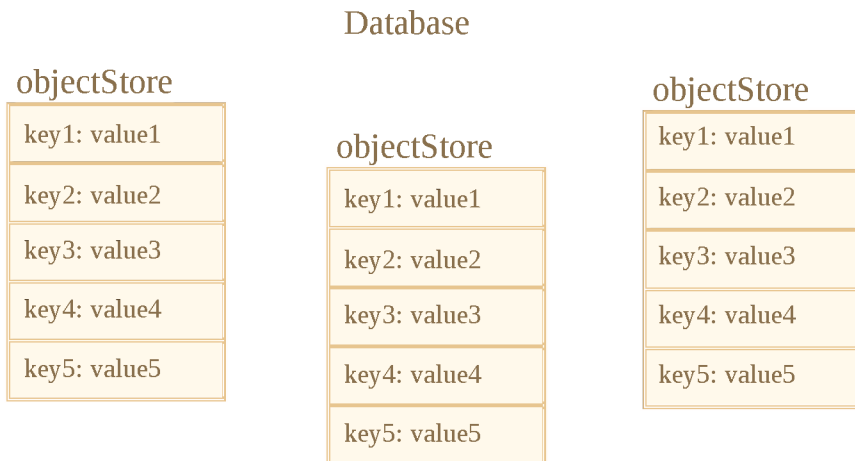 Database
objectStore
key1: value1
key2: value2
key3: value3
key4: value4
key5: value5
objectStore
key1: value1
key2: value2
key3: value3
key4: value4
key5: value5
objectStore
key1: value1
key2: value2
key3: value3
key4: value4
key5: value5